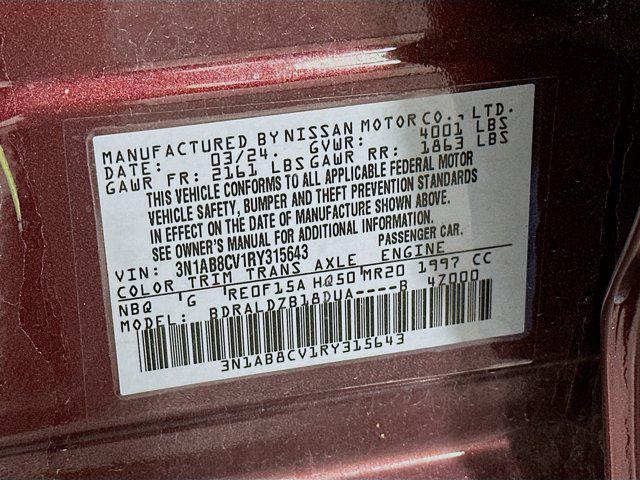 MANUFACTURED BY NISSAN MOTOR CO., LTD.
DATE: 03/24. GVWR: 4001 LBS
GAWR FR: 2161 LBS GAWR RR: 1863 LBS
THIS VEHICLE CONFORMS TO ALL APPLICABLE FEDERAL MOTOR
VEHICLE SAFETY, BUMPER AND THEFT PREVENTION STANDARDS
IN EFFECT ON THE DATE OF MANUFACTURE SHOWN ABOVE.
SEE OWNER'S MANUAL FOR ADDITIONAL INFORMATION.
VIN: 3N1AB8CV1RY315643 PASSENGER CAR.
COLOR TRIM TRANS AXLE ENGINE
NBQ G RE0F15A HQ50 MR20 1997 CC
MODEL: BDRALDZB18DUA----B 4Z000
3N1AB8CV1RY315643